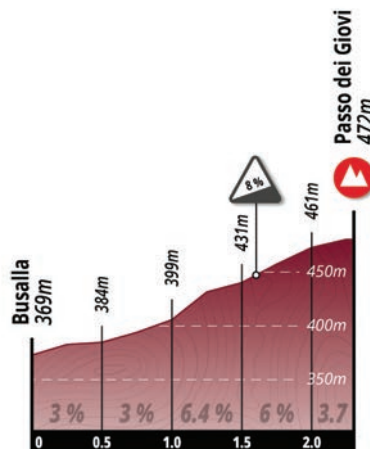 Passo dei Giovi
472m
8 %
461m
431m
399m
384m
Busalla
369m
450m
400m
350m
3 % 3 % 6.4 % 6 % 3.7
0 0.5 1.0 1.5 2.0